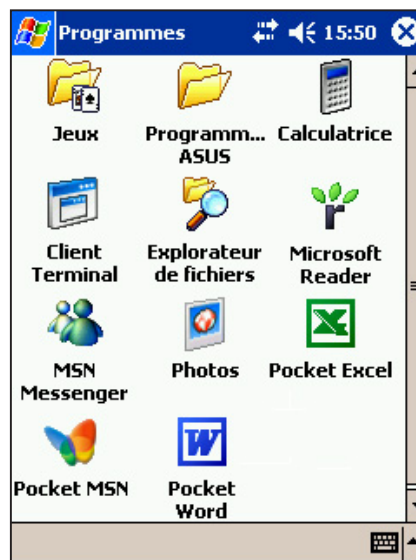 Programmes 15:50
Jeux
Programm...
ASUS
Calculatrice
Client
Terminal
Explorateur
de fichiers
Microsoft
Reader
MSN
Messenger
Photos
Pocket Excel
Pocket MSN
Pocket
Word